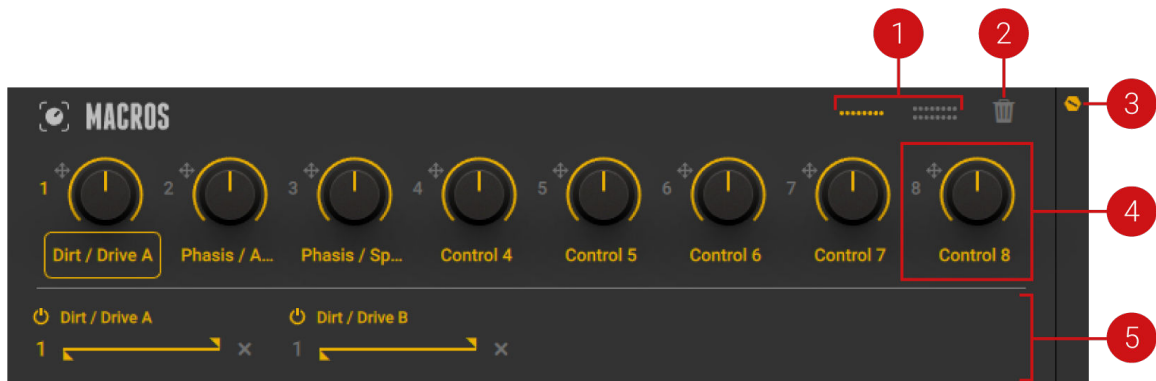 1 2
3
MACROS
1 2 3 4 5 6 7 8
4
Dirt / Drive A Phasis / A... Phasis / Sp... Control 4 Control 5 Control 6 Control 7 Control 8
Dirt / Drive A Dirt / Drive B
1 1
5